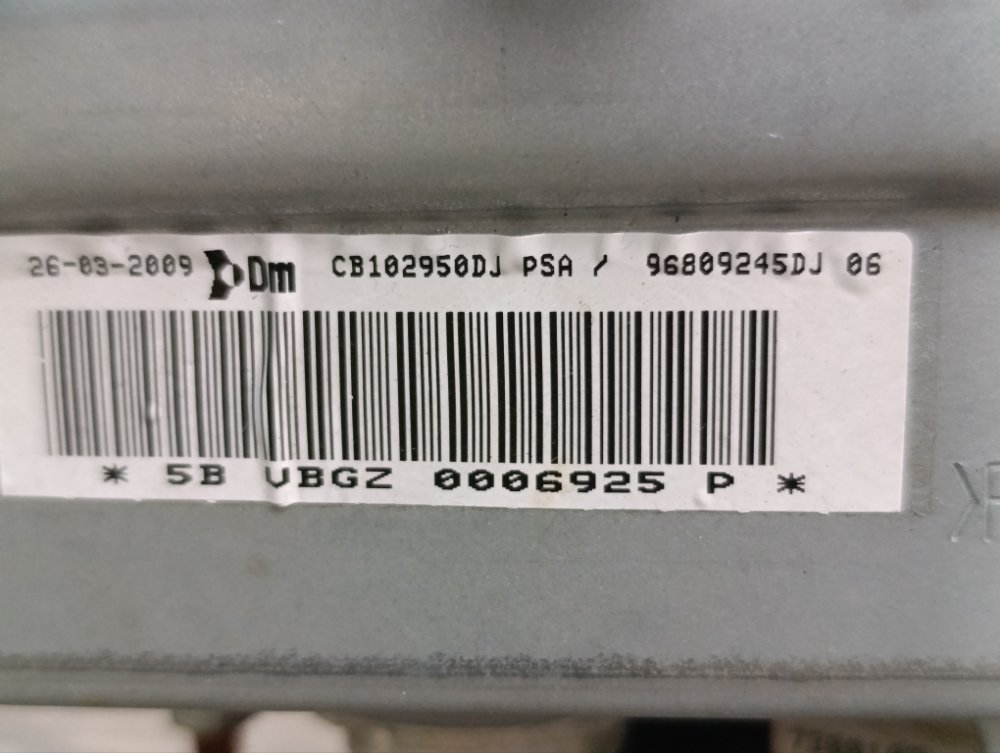 26-03-2009 Dm CB102950DJ PSA / 96809245DJ 06
* 5B VBGZ 0006925 P *